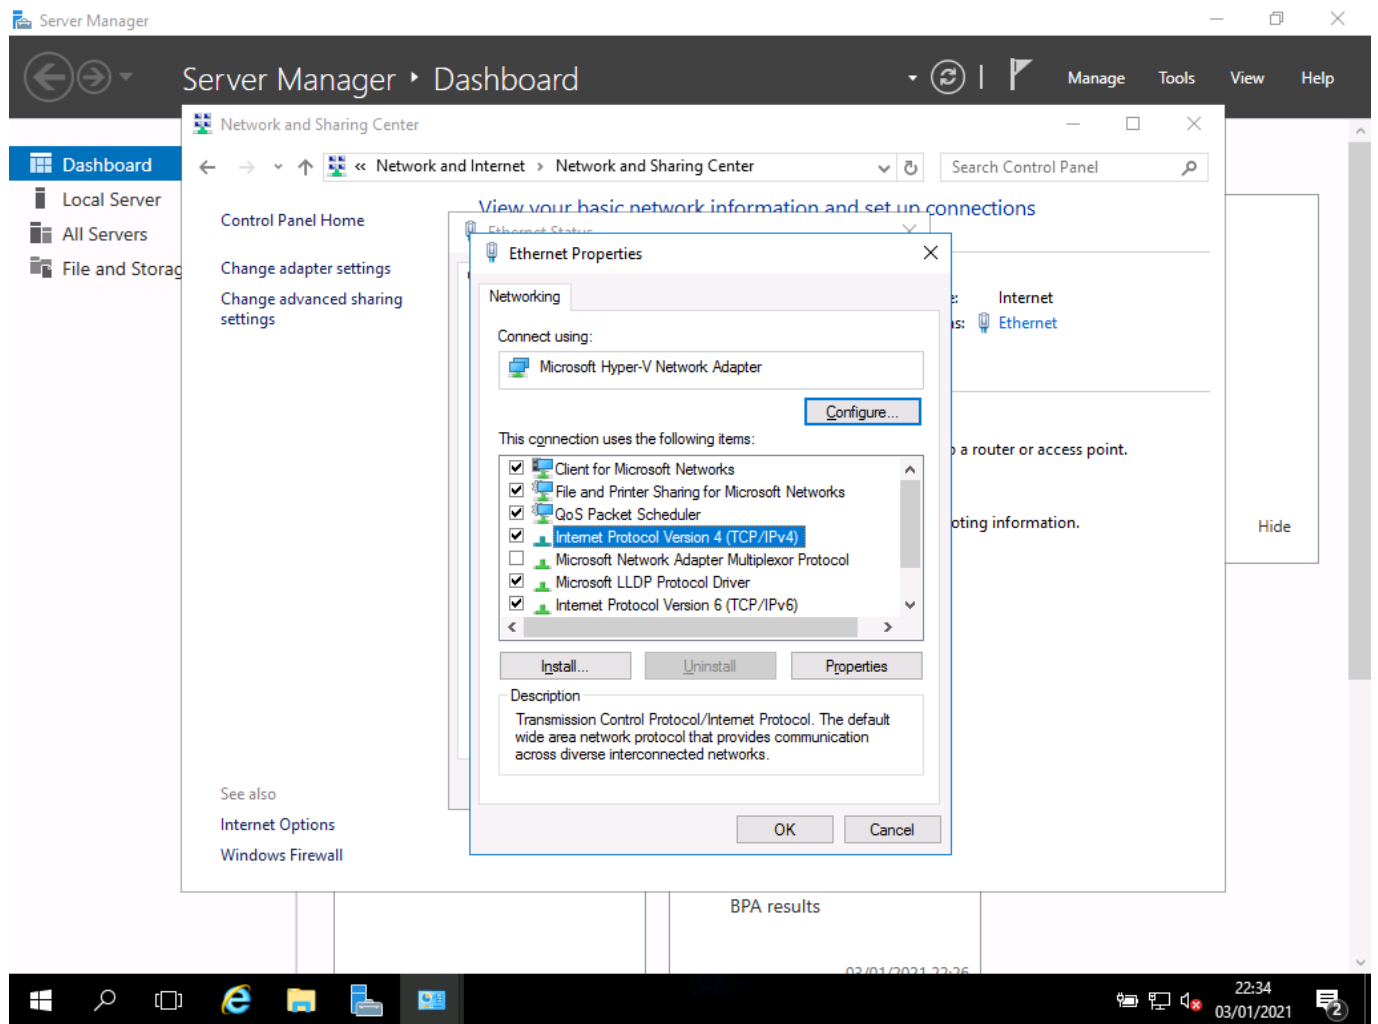 Server Manager
Server Manager • Dashboard
Manage Tools View Help
Network and Sharing Center
« Network and Internet > Network and Sharing Center
Search Control Panel
Dashboard
Local Server
All Servers
File and Storag
Control Panel Home
Change adapter settings
Change advanced sharing
settings
See also
Internet Options
Windows Firewall
View your basic network information and set up connections
Ethernet Status
Internet
Ethernet
a router or access point.
oting information.
Hide
Ethernet Properties
Networking
Connect using:
Microsoft Hyper-V Network Adapter
Configure...
This connection uses the following items:
Client for Microsoft Networks
File and Printer Sharing for Microsoft Networks
QoS Packet Scheduler
Internet Protocol Version 4 (TCP/IPv4)
Microsoft Network Adapter Multiplexor Protocol
Microsoft LLDP Protocol Driver
Internet Protocol Version 6 (TCP/IPv6)
Install... Uninstall Properties
Description
Transmission Control Protocol/Internet Protocol. The default
wide area network protocol that provides communication
across diverse interconnected networks.
OK Cancel
BPA results
03/01/2021 22:26
22:34
03/01/2021
2